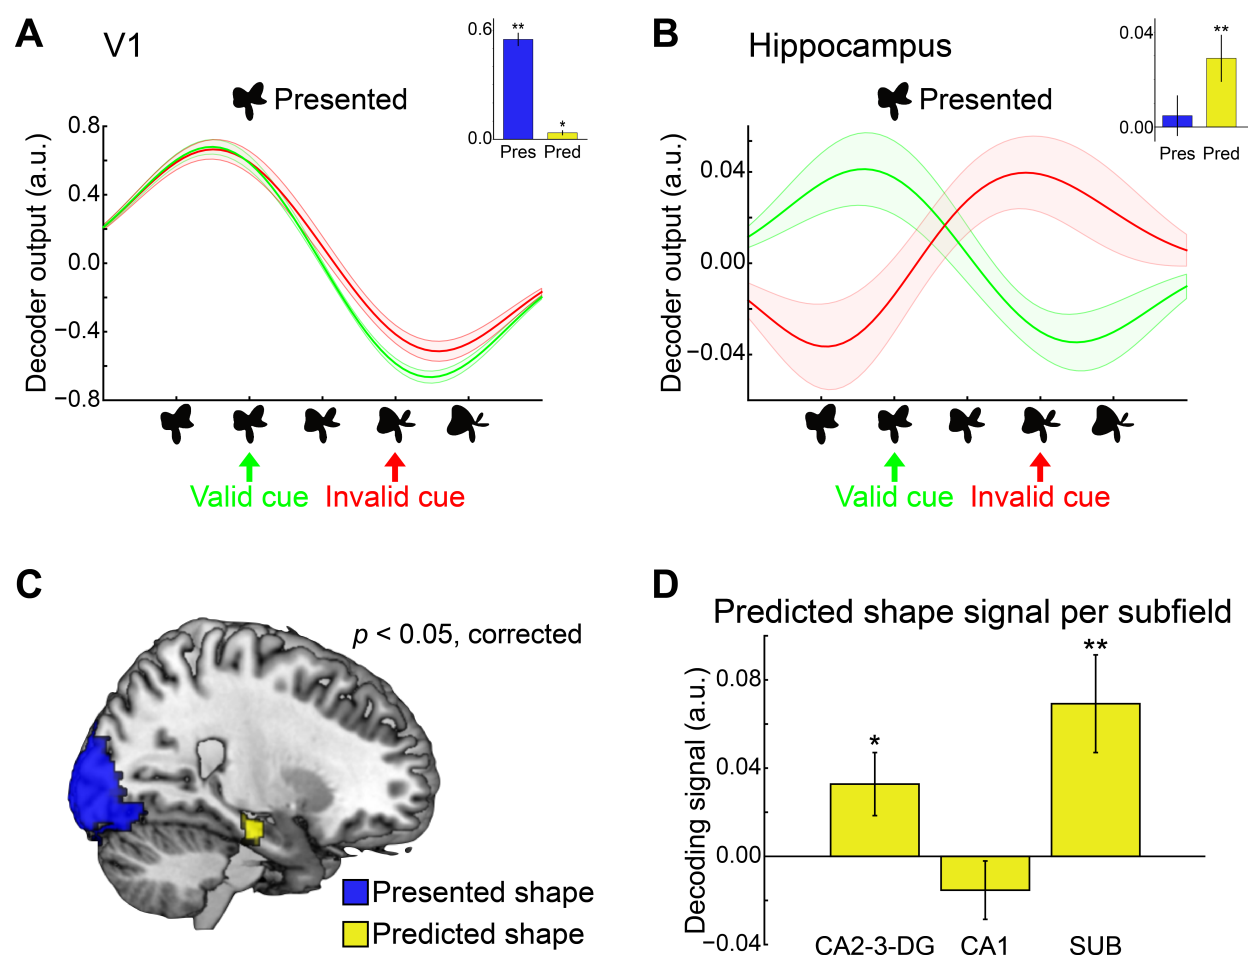 A
V1
Presented
0.6
0.0
**
*
Pres Pred
Decoder output (a.u.)
0.8
0.4
0.0
−0.4
−0.8
Valid cue Invalid cue
B
Hippocampus
Presented
0.04
0.00
**
Pres Pred
Decoder output (a.u.)
0.04
0.00
−0.04
Valid cue Invalid cue
C
p < 0.05, corrected
Presented shape
Predicted shape
D
Predicted shape signal per subfield
Decoding signal (a.u.)
0.08
0.04
0.00
−0.04
*
**
CA2-3-DG CA1 SUB